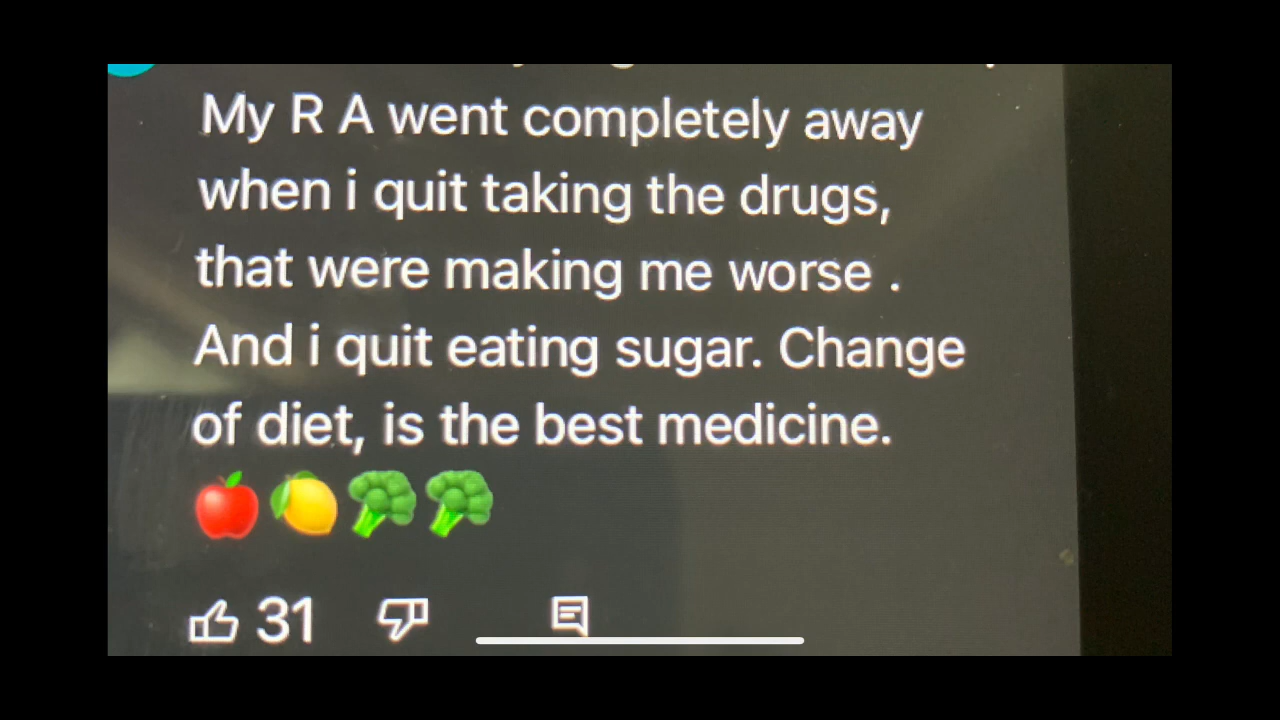 My R A went completely away
when i quit taking the drugs,
that were making me worse .
And i quit eating sugar. Change
of diet, is the best medicine.
🍎🍋🥦🥦
31